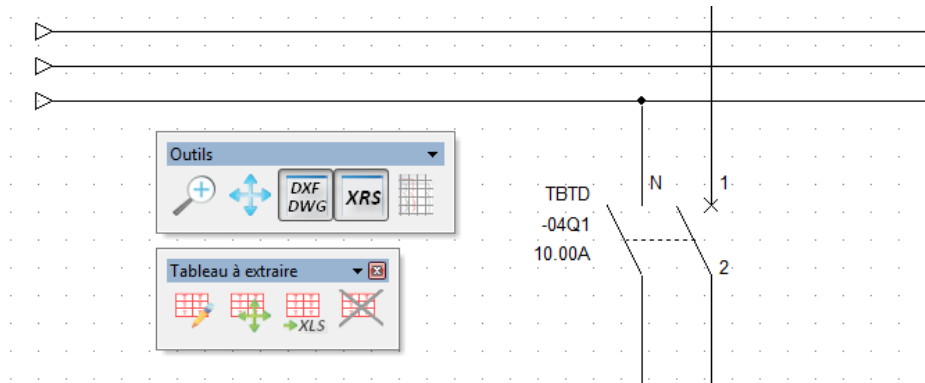 Outils
DXF
DWG
XRS
Tableau à extraire
XLS
TBTD
-04Q1
10.00A
N
1
2